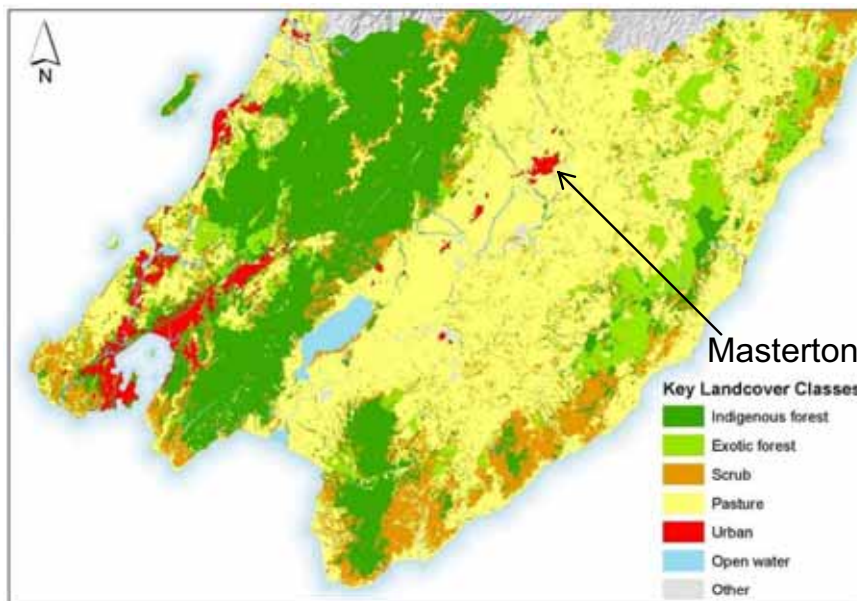 N
Masterton
Key Landcover Classes
Indigenous forest
Exotic forest
Scrub
Pasture
Urban
Open water
Other